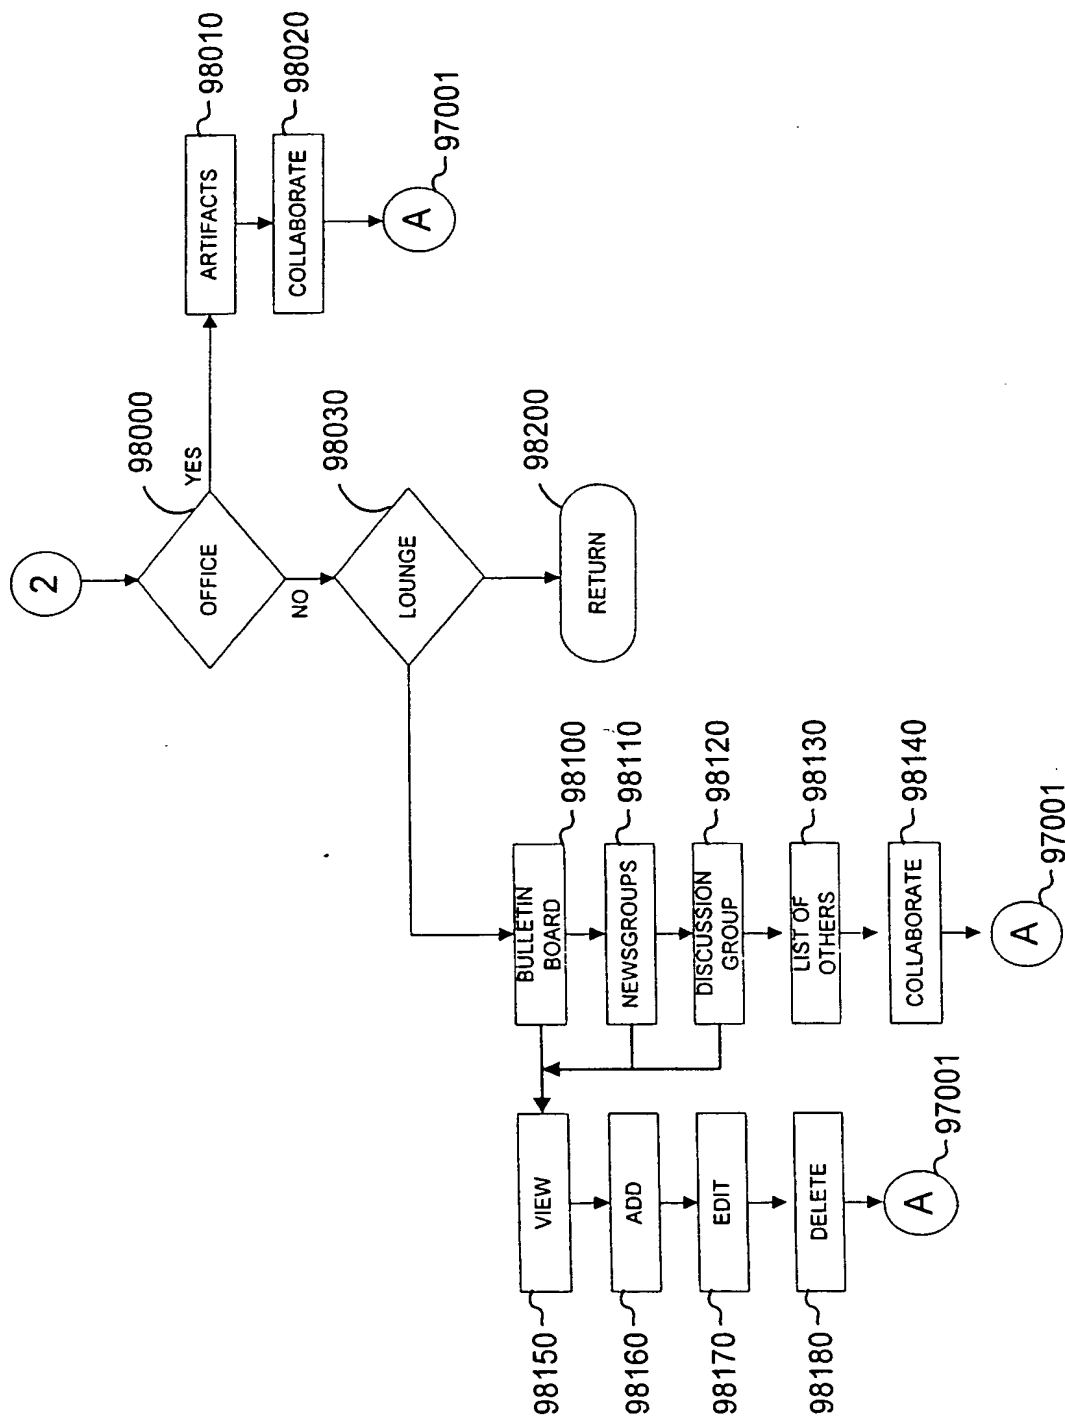 2
98000
OFFICE
YES
NO
98010
ARTIFACTS
98020
COLLABORATE
A
97001
98030
LOUNGE
98200
RETURN
98100
BULLETIN
BOARD
98110
NEWSGROUPS
98120
DISCUSSION
GROUP
98130
LIST OF
OTHERS
98140
COLLABORATE
A
97001
98150
VIEW
98160
ADD
98170
EDIT
98180
DELETE
A
97001